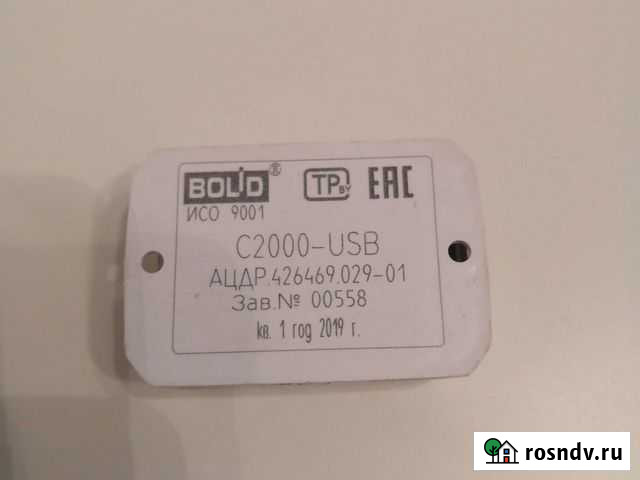 BOLID® TP BY EAC
ИСО 9001
С2000-USB
АЦДР.426469.029-01
Зав.№ 00558
кв. 1 год 2019 г.
rosndv.ru